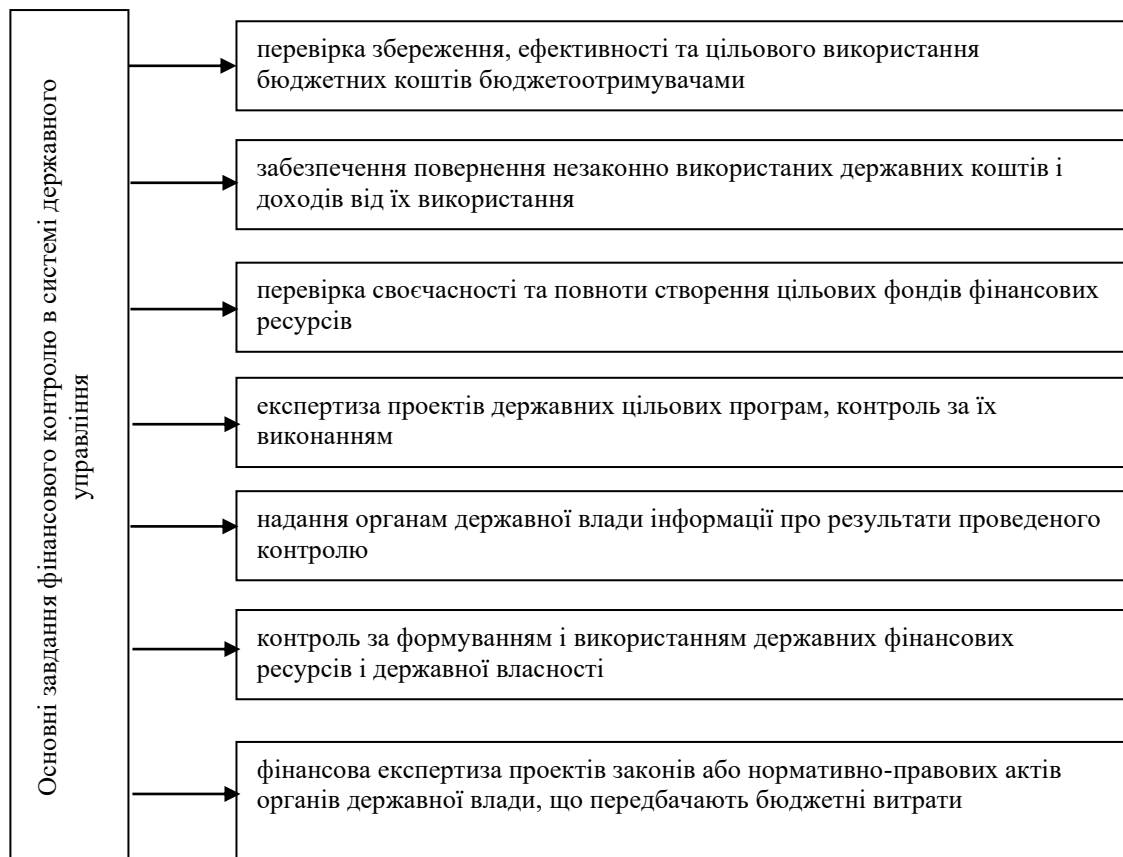 Основні завдання фінансового контролю в системі державного
управління
перевірка збереження, ефективності та цільового використання
бюджетних коштів бюджетоотримувачами
забезпечення повернення незаконно використаних державних коштів і
доходів від їх використання
перевірка своєчасності та повноти створення цільових фондів фінансових
ресурсів
експертиза проектів державних цільових програм, контроль за їх
виконанням
надання органам державної влади інформації про результати проведеного
контролю
контроль за формуванням і використанням державних фінансових
ресурсів і державної власності
фінансова експертиза проектів законів або нормативно-правових актів
органів державної влади, що передбачають бюджетні витрати